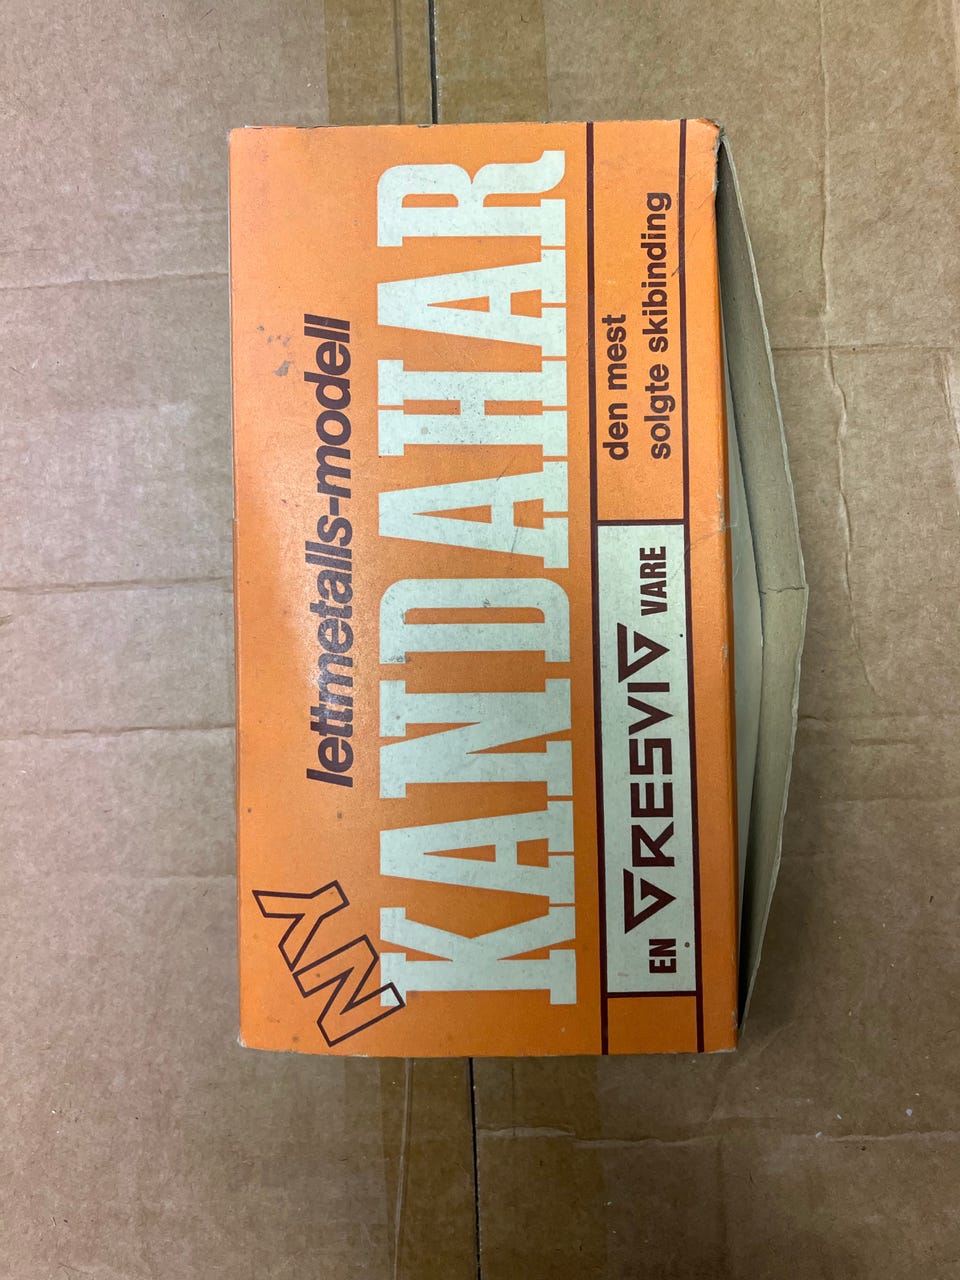 NY
lettmetalls-modell
KANDAHAR
EN GRESVIG VARE
den mest
solgte skibinding